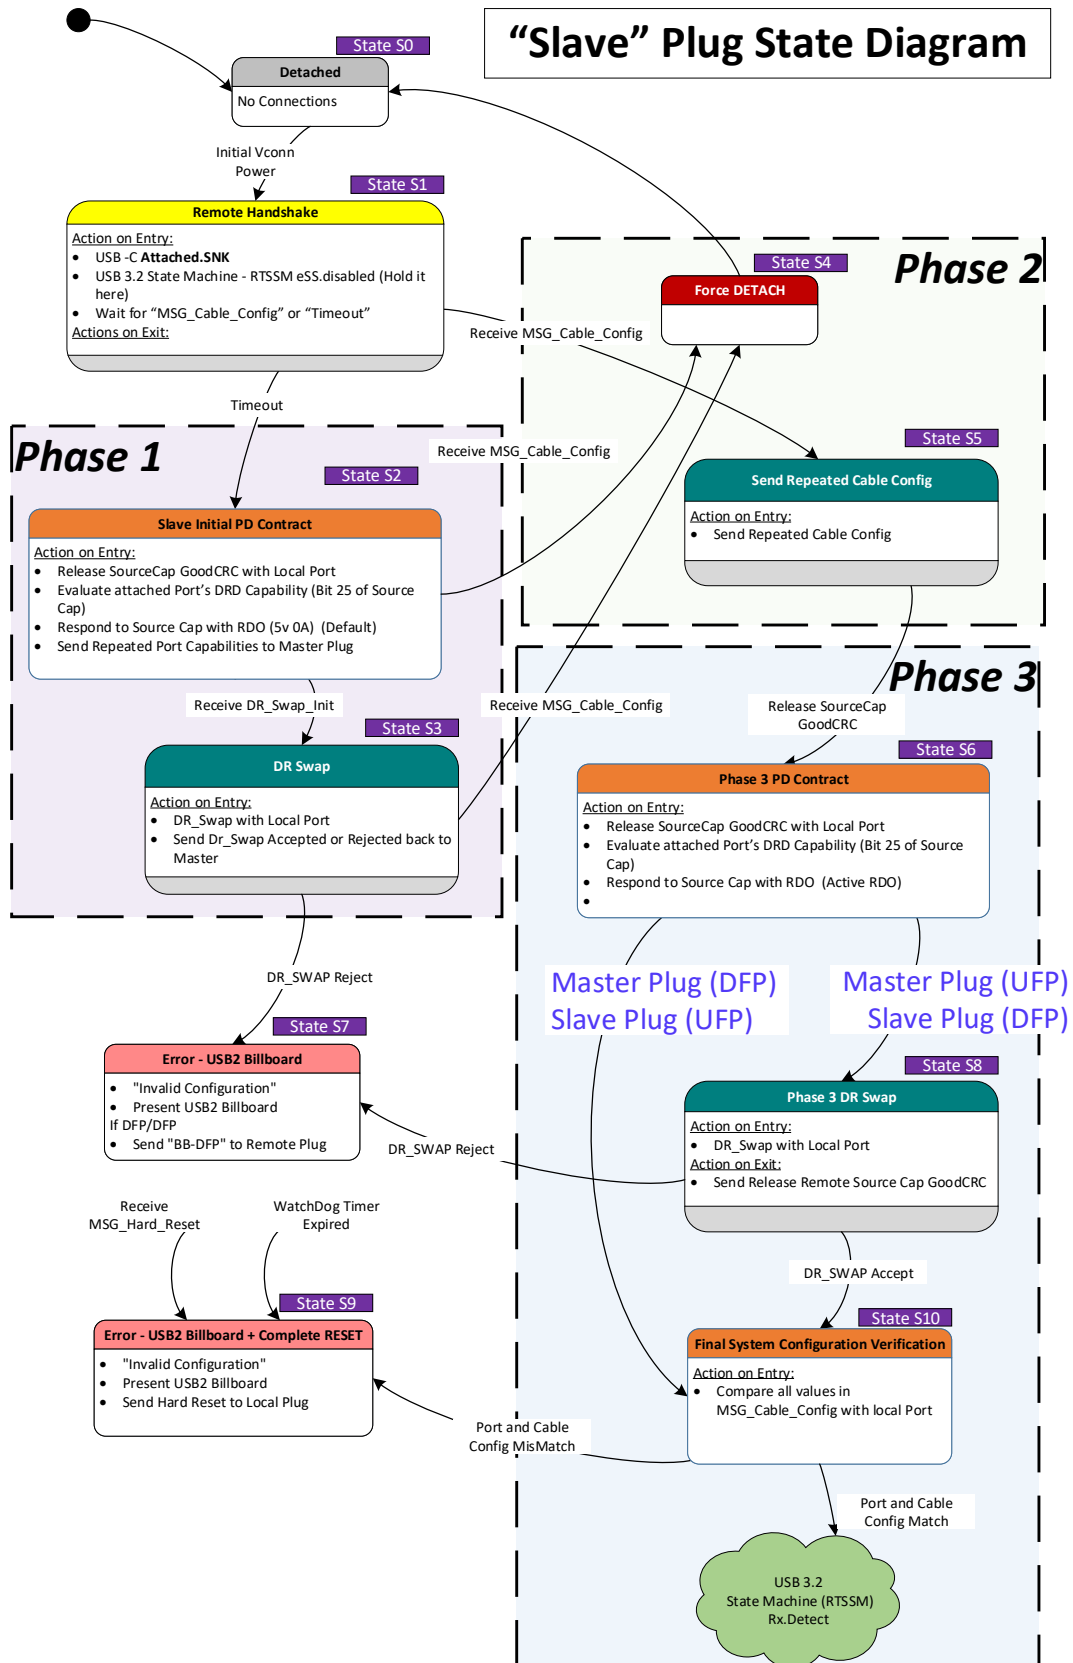 “Slave” Plug State Diagram
State S0
Detached
No Connections
Initial Vconn
Power
State S1
Remote Handshake
Action on Entry:
• USB -C Attached.SNK
• USB 3.2 State Machine - RTSSM eSS.disabled (Hold it
here)
• Wait for “MSG_Cable_Config” or “Timeout”
Actions on Exit:
Timeout
Receive MSG_Cable_Config
Phase 2
State S4
Force DETACH
State S5
Send Repeated Cable Config
Action on Entry:
• Send Repeated Cable Config
Phase 1
Receive MSG_Cable_Config
State S2
Slave Initial PD Contract
Action on Entry:
• Release SourceCap GoodCRC with Local Port
• Evaluate attached Port’s DRD Capability (Bit 25 of Source
Cap)
• Respond to Source Cap with RDO (5v 0A) (Default)
• Send Repeated Port Capabilities to Master Plug
Receive DR_Swap_Init
Receive MSG_Cable_Config
State S3
DR Swap
Action on Entry:
• DR_Swap with Local Port
• Send Dr_Swap Accepted or Rejected back to
Master
Phase 3
Release SourceCap
GoodCRC
State S6
Phase 3 PD Contract
Action on Entry:
• Release SourceCap GoodCRC with Local Port
• Evaluate attached Port’s DRD Capability (Bit 25 of Source
Cap)
• Respond to Source Cap with RDO (Active RDO)
•
DR_SWAP Reject
Master Plug (DFP)
Slave Plug (UFP)
Master Plug (UFP)
Slave Plug (DFP)
State S7
Error - USB2 Billboard
• "Invalid Configuration"
• Present USB2 Billboard
If DFP/DFP
• Send "BB-DFP" to Remote Plug
DR_SWAP Reject
State S8
Phase 3 DR Swap
Action on Entry:
• DR_Swap with Local Port
Action on Exit:
• Send Release Remote Source Cap GoodCRC
Receive
MSG_Hard_Reset
WatchDog Timer
Expired
DR_SWAP Accept
State S9
Error - USB2 Billboard + Complete RESET
• "Invalid Configuration"
• Present USB2 Billboard
• Send Hard Reset to Local Plug
State S10
Final System Configuration Verification
Action on Entry:
• Compare all values in
MSG_Cable_Config with local Port
Port and Cable
Config MisMatch
Port and Cable
Config Match
USB 3.2
State Machine (RTSSM)
Rx.Detect